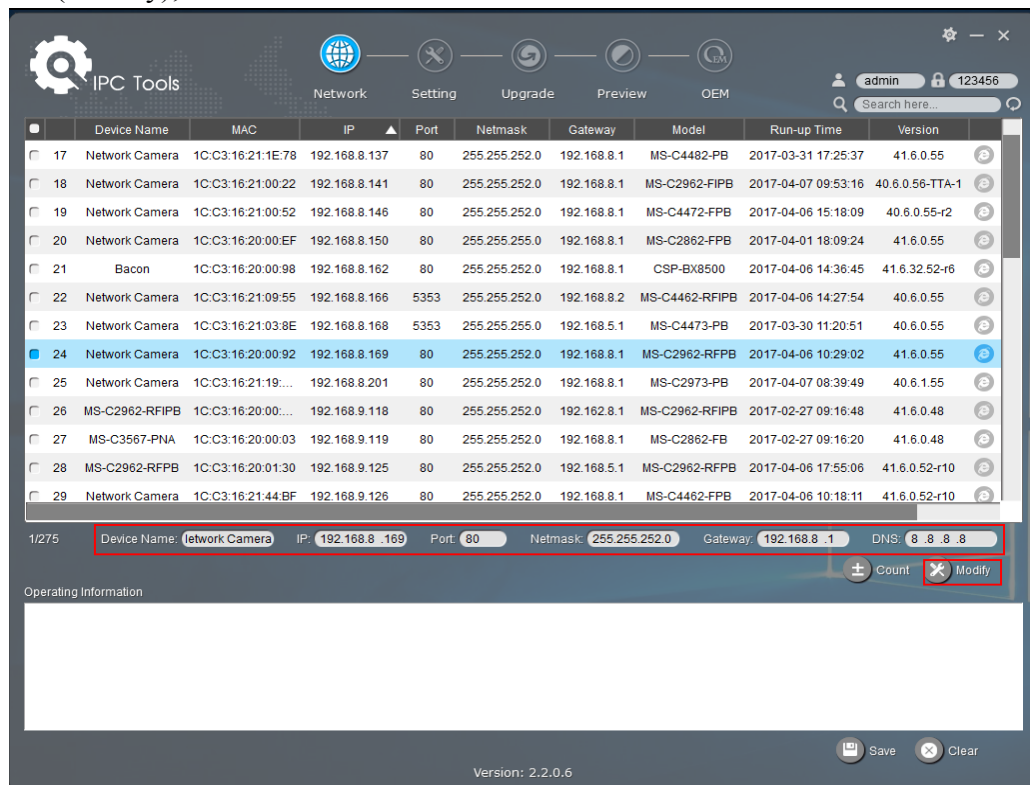 IPC Tools
Network Setting Upgrade Preview OEM
admin 123456
Search here...
Device Name MAC IP Port Netmask Gateway Model Run-up Time Version
17 Network Camera 1C:C3:16:21:1E:78 192.168.8.137 80 255.255.252.0 192.168.8.1 MS-C4482-PB 2017-03-31 17:25:37 41.6.0.55
18 Network Camera 1C:C3:16:21:00:22 192.168.8.141 80 255.255.252.0 192.168.8.1 MS-C2962-FIPB 2017-04-07 09:53:16 40.6.0.56-TTA-1
19 Network Camera 1C:C3:16:21:00:52 192.168.8.146 80 255.255.252.0 192.168.8.1 MS-C4472-FPB 2017-04-06 15:18:09 40.6.0.55-r2
20 Network Camera 1C:C3:16:20:00:EF 192.168.8.150 80 255.255.255.0 192.168.8.1 MS-C2862-FPB 2017-04-01 18:09:24 41.6.0.55
21 Bacon 1C:C3:16:20:00:98 192.168.8.162 80 255.255.255.0 192.168.8.1 CSP-BX8500 2017-04-06 14:36:45 41.6.32.52-r6
22 Network Camera 1C:C3:16:21:09:55 192.168.8.166 5353 255.255.252.0 192.168.8.2 MS-C4462-RFIPB 2017-04-06 14:27:54 40.6.0.55
23 Network Camera 1C:C3:16:21:03:8E 192.168.8.168 5353 255.255.255.0 192.168.5.1 MS-C4473-PB 2017-03-30 11:20:51 40.6.0.55
24 Network Camera 1C:C3:16:20:00:92 192.168.8.169 80 255.255.252.0 192.168.8.1 MS-C2962-RFPB 2017-04-06 10:29:02 41.6.0.55
25 Network Camera 1C:C3:16:21:19:... 192.168.8.201 80 255.255.252.0 192.168.8.1 MS-C2973-PB 2017-04-07 08:39:49 40.6.1.55
26 MS-C2962-RFIPB 1C:C3:16:20:00:... 192.168.9.118 80 255.255.252.0 192.162.8.1 MS-C2962-RFIPB 2017-02-27 09:16:48 41.6.0.48
27 MS-C3567-PNA 1C:C3:16:20:00:03 192.168.9.119 80 255.255.252.0 192.168.8.1 MS-C2862-FB 2017-02-27 09:16:20 41.6.0.48
28 MS-C2962-RFPB 1C:C3:16:20:01:30 192.168.9.125 80 255.255.252.0 192.168.5.1 MS-C2962-RFPB 2017-04-06 17:55:06 41.6.0.52-r10
29 Network Camera 1C:C3:16:21:44:BF 192.168.9.126 80 255.255.252.0 192.168.8.1 MS-C4462-FPB 2017-04-06 10:18:11 41.6.0.52-r10
1/275 Device Name: letwork Camera IP: 192.168.8 .169 Port: 80 Netmask: 255.255.252.0 Gateway: 192.168.8 .1 DNS: 8 .8 .8 .8
Count Modify
Operating Information
Save Clear
Version: 2.2.0.6